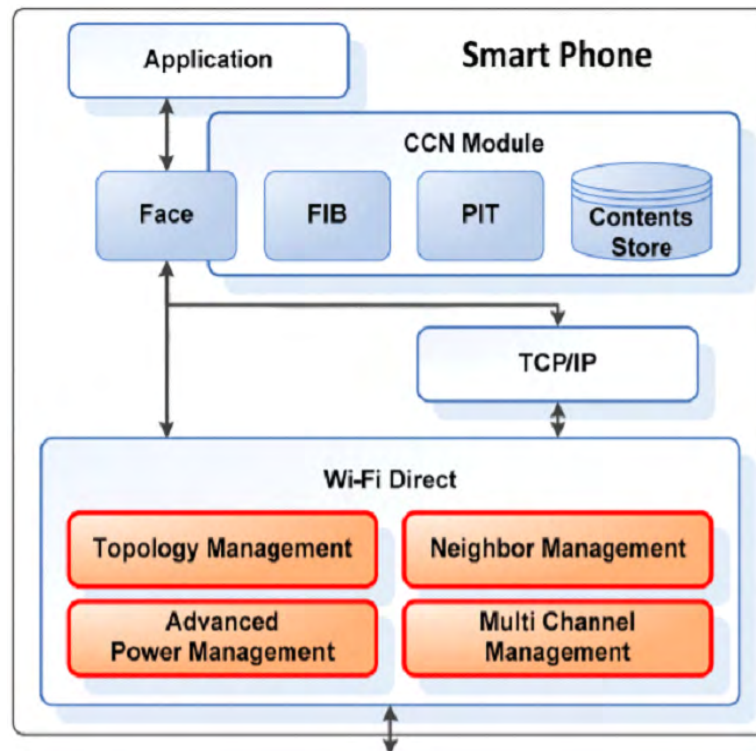 Application
Smart Phone
CCN Module
Face
FIB
PIT
Contents
Store
TCP/IP
Wi-Fi Direct
Topology Management
Neighbor Management
Advanced
Power Management
Multi Channel
Management